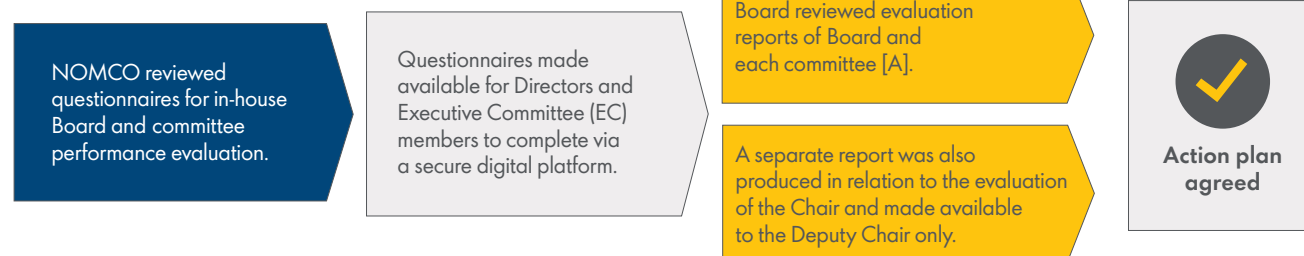 NOMCO reviewed
questionnaires for in-house
Board and committee
performance evaluation.
Questionnaires made
available for Directors and
Executive Committee (EC)
members to complete via
a secure digital platform.
Board reviewed evaluation
reports of Board and
each committee [A].
A separate report was also
produced in relation to the evaluation
of the Chair and made available
to the Deputy Chair only.
Action plan
agreed